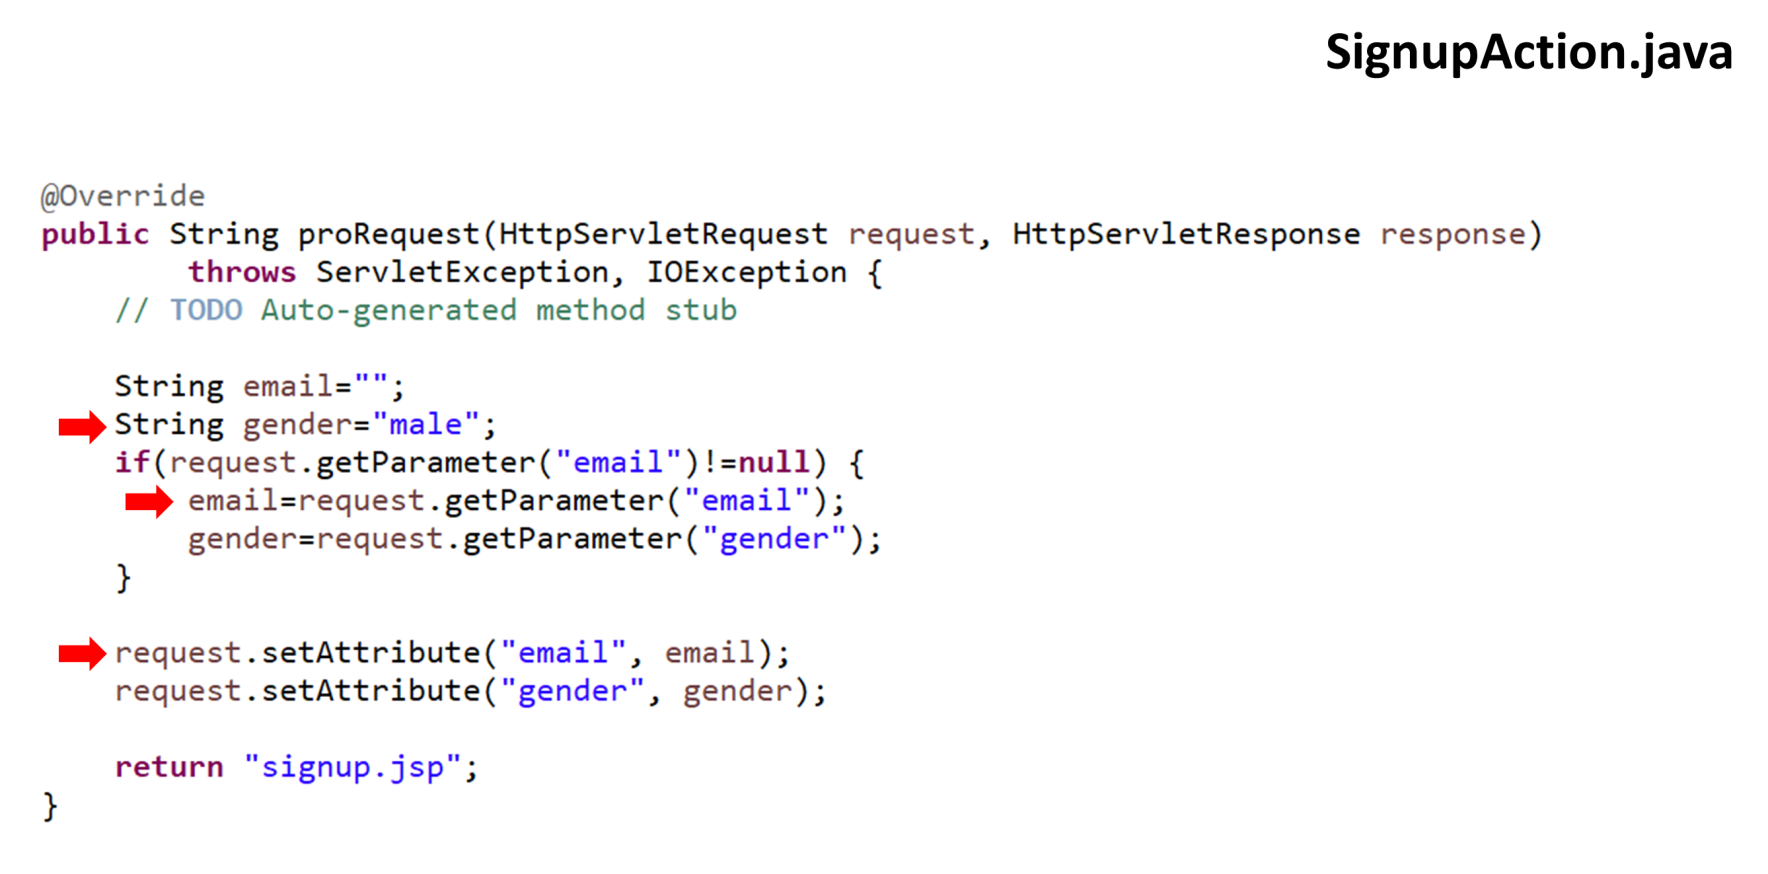 SignupAction.java
@Override
public String proRequest(HttpServletRequest request, HttpServletResponse response)
throws ServletException, IOException {
// TODO Auto-generated method stub
String email="";
String gender="male";
if(request.getParameter("email")!=null) {
email=request.getParameter("email");
gender=request.getParameter("gender");
}
request.setAttribute("email", email);
request.setAttribute("gender", gender);
return "signup.jsp";
}